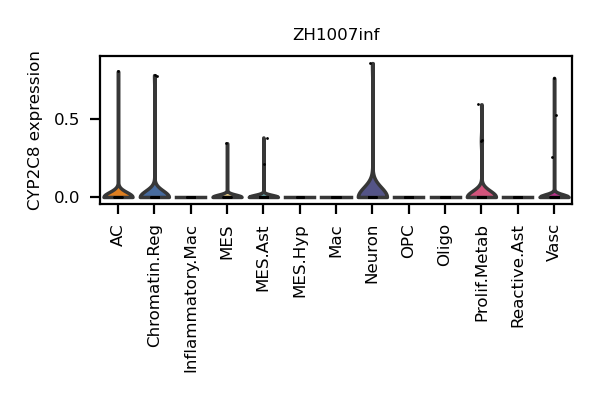 ZH1007inf
CYP2C8 expression
0.5
0.0
AC
Chromatin.Reg
Inflammatory.Mac
MES
MES.Ast
MES.Hyp
Mac
Neuron
OPC
Oligo
Prolif.Metab
Reactive.Ast
Vasc